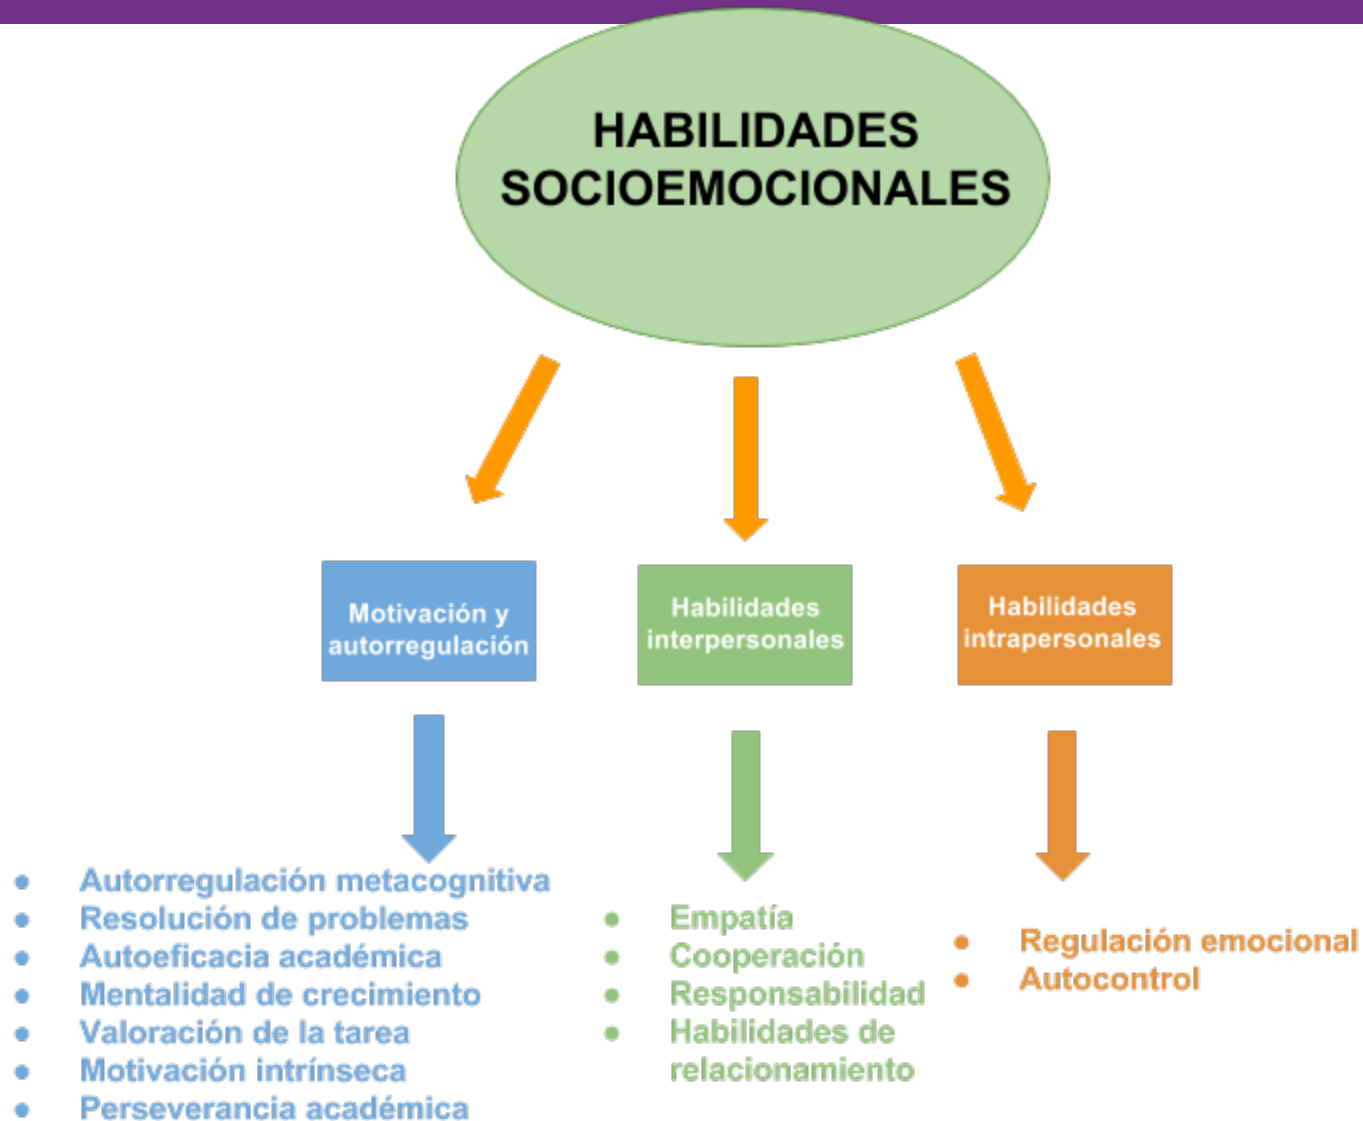 HABILIDADES
SOCIOEMOCIONALES
Motivación y
autorregulación
Habilidades
interpersonales
Habilidades
intrapersonales
● Autorregulación metacognitiva
● Resolución de problemas
● Autoeficacia académica
● Mentalidad de crecimiento
● Valoración de la tarea
● Motivación intrínseca
● Perseverancia académica
● Empatía
● Cooperación
● Responsabilidad
● Habilidades de
relacionamiento
● Regulación emocional
● Autocontrol